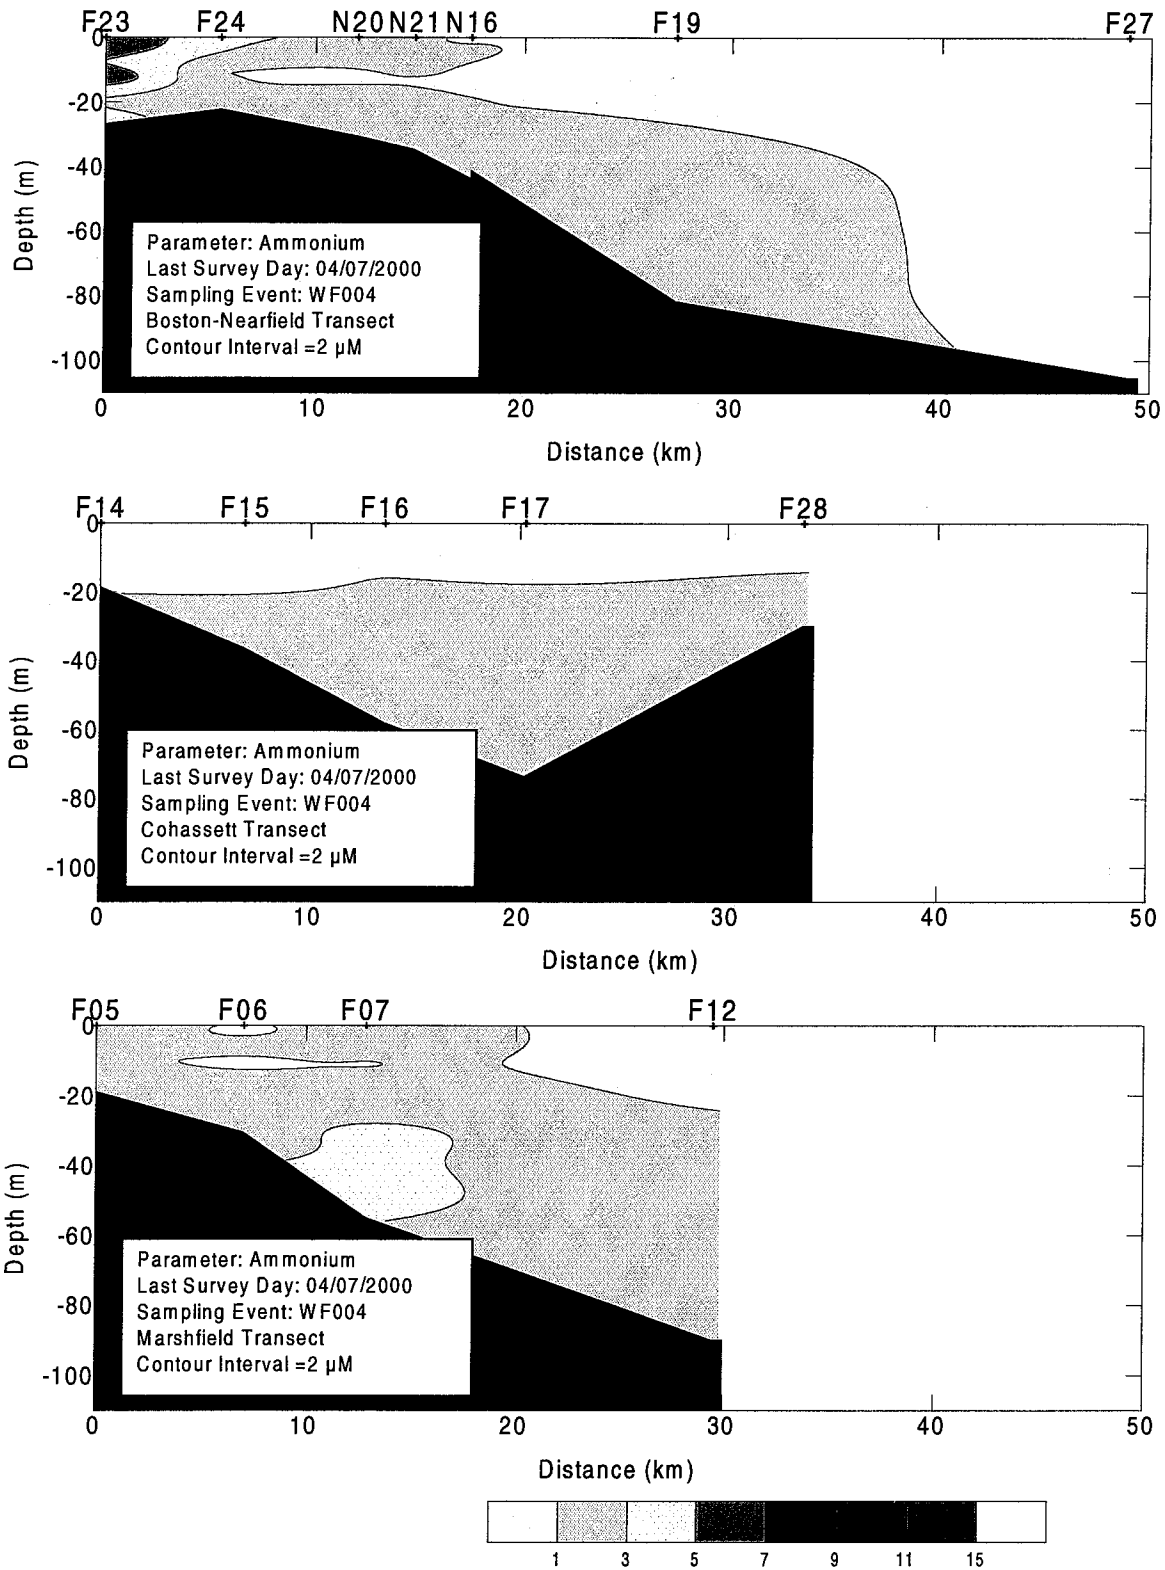 F23 F24 N20 N21 N16 F19 F27
0
-20
-40
-60
-80
-100
Depth (m)
Parameter: Ammonium
Last Survey Day: 04/07/2000
Sampling Event: WF004
Boston-Nearfield Transect
Contour Interval =2 µM
0 10 20 30 40 50
Distance (km)
F14 F15 F16 F17 F28
0
-20
-40
-60
-80
-100
Depth (m)
Parameter: Ammonium
Last Survey Day: 04/07/2000
Sampling Event: WF004
Cohassett Transect
Contour Interval =2 µM
0 10 20 30 40 50
Distance (km)
F05 F06 F07 F12
0
-20
-40
-60
-80
-100
Depth (m)
Parameter: Ammonium
Last Survey Day: 04/07/2000
Sampling Event: WF004
Marshfield Transect
Contour Interval =2 µM
0 10 20 30 40 50
Distance (km)
1 3 5 7 9 11 15